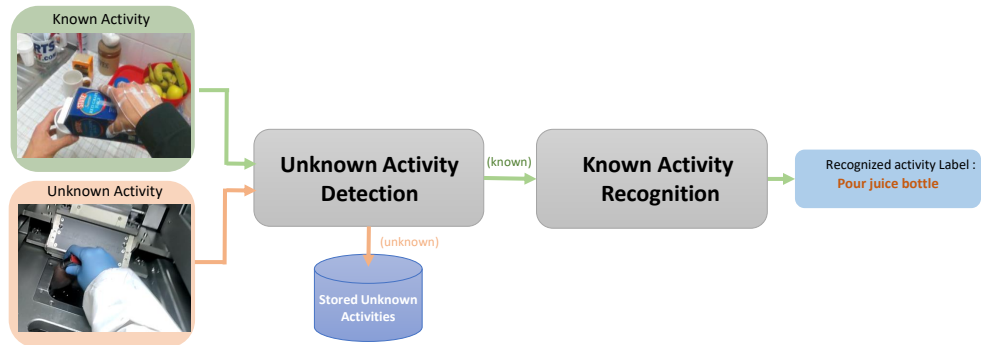 Known Activity
Unknown Activity
Unknown Activity
Detection
(known)
Known Activity
Recognition
Recognized activity Label :
Pour juice bottle
(unknown)
Stored Unknown
Activities